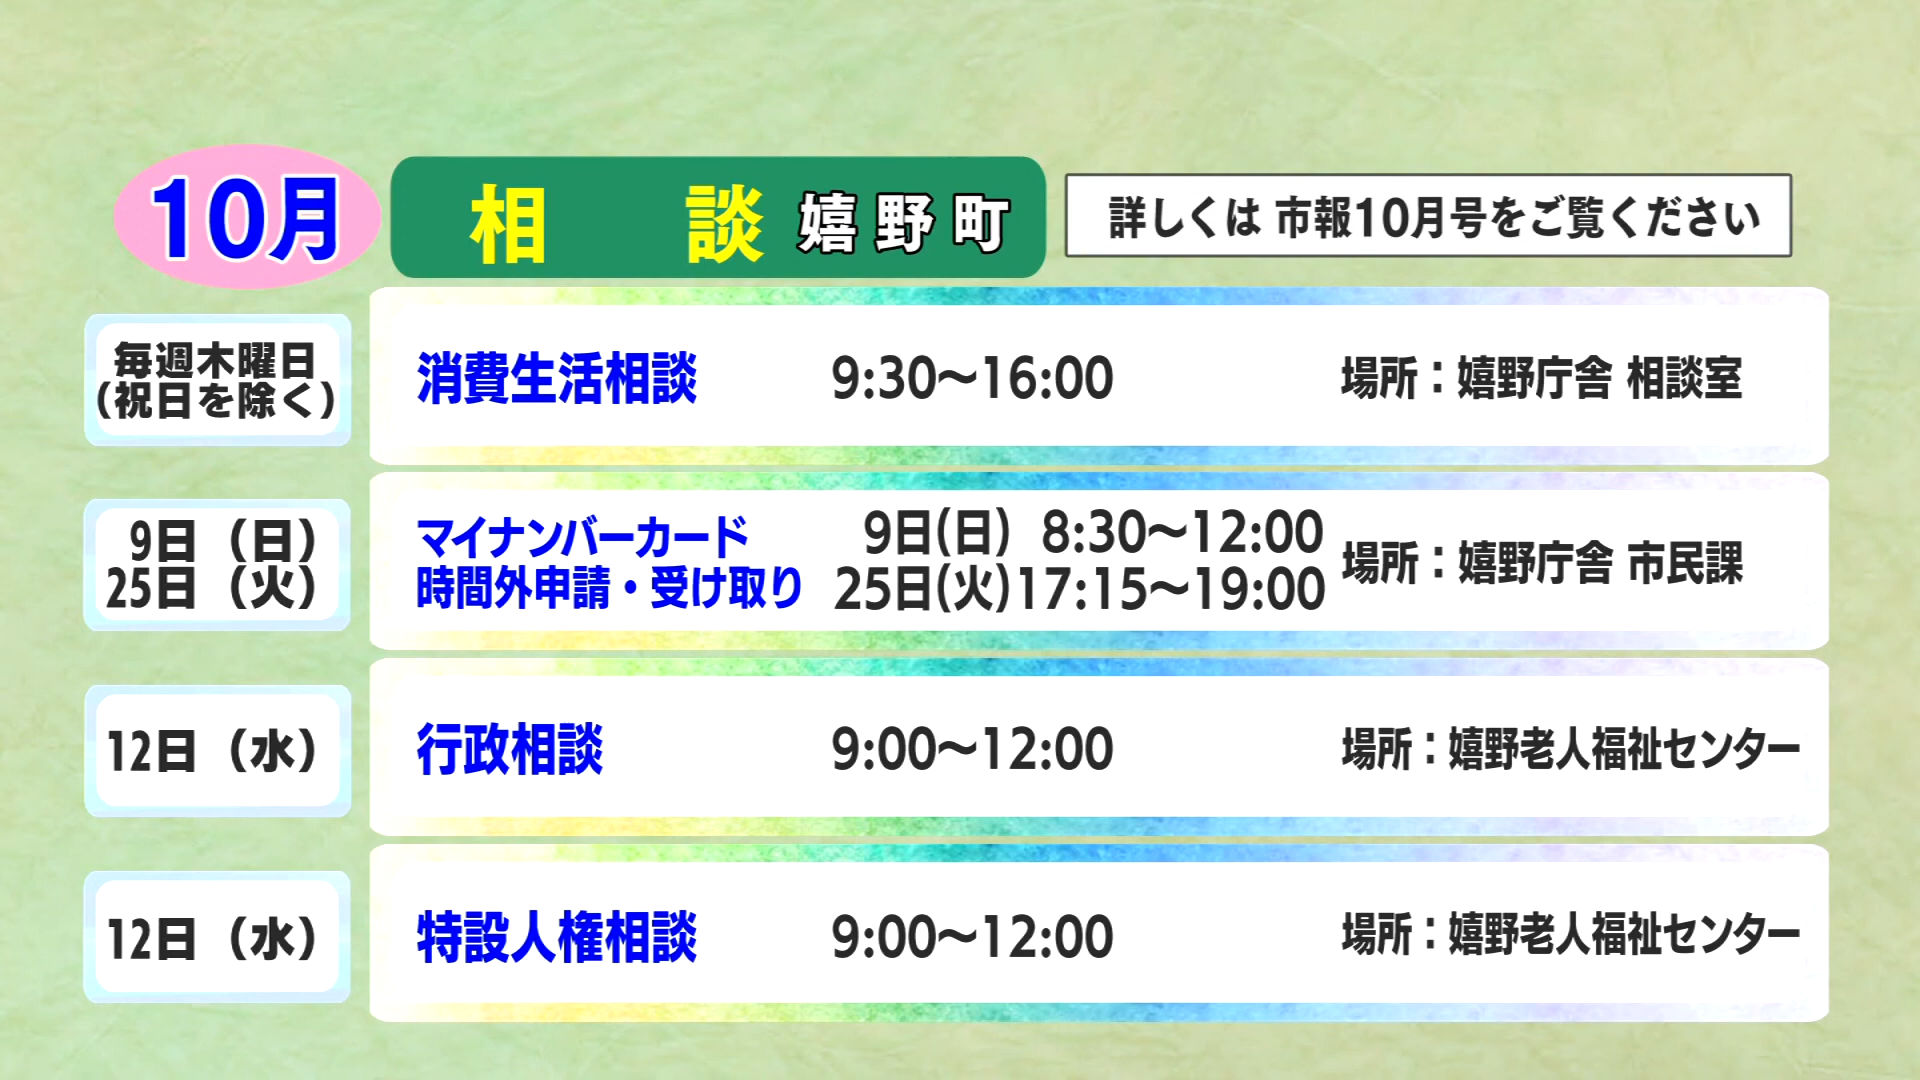 10月
相 談 嬉野町
詳しくは 市報10月号をご覧ください
毎週木曜日
(祝日を除く)
消費生活相談
9:30～16:00
場所：嬉野庁舎 相談室
9日（日）
25日（火）
マイナンバーカード
時間外申請・受け取り
9日(日) 8:30～12:00
25日(火)17:15～19:00
場所：嬉野庁舎 市民課
12日（水）
行政相談
9:00～12:00
場所：嬉野老人福祉センター
12日（水）
特設人権相談
9:00～12:00
場所：嬉野老人福祉センター